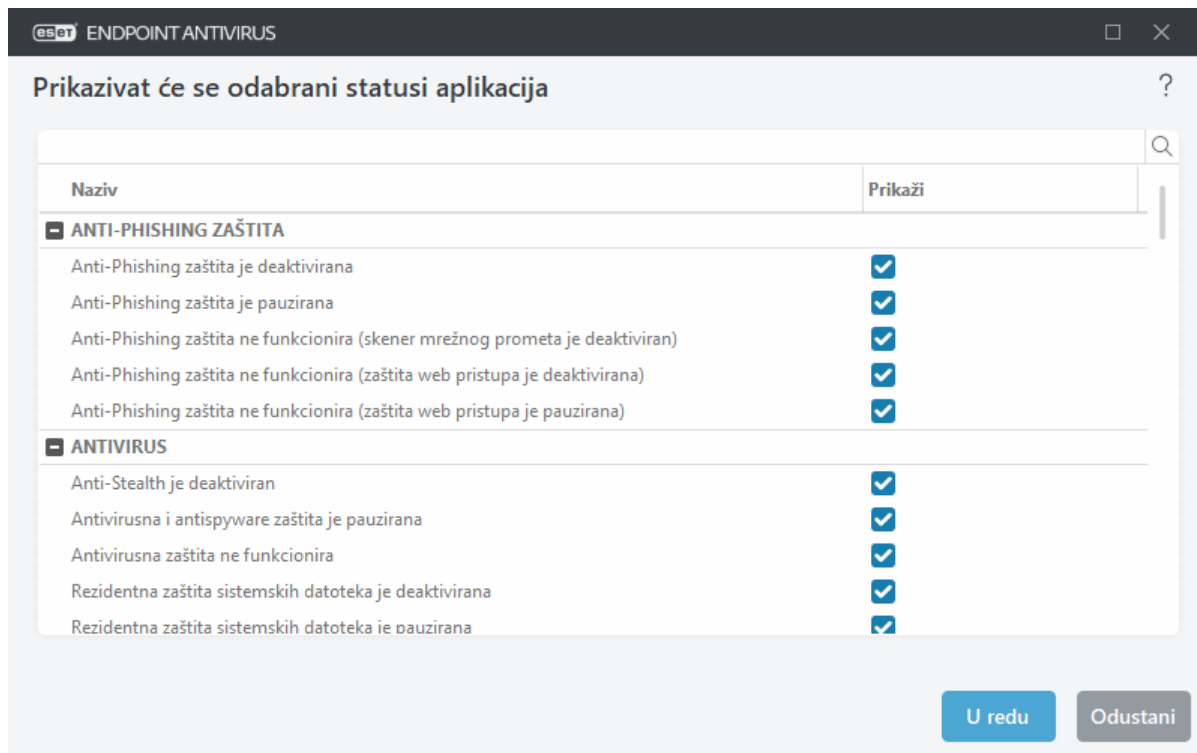 eset ENDPOINT ANTIVIRUS
Prikazivat će se odabrani statusi aplikacija
?
Naziv Prikaži
ANTI-PHISHING ZAŠTITA
Anti-Phishing zaštita je deaktivirana
Anti-Phishing zaštita je pauzirana
Anti-Phishing zaštita ne funkcionira (skener mrežnog prometa je deaktiviran)
Anti-Phishing zaštita ne funkcionira (zaštita web pristupa je deaktivirana)
Anti-Phishing zaštita ne funkcionira (zaštita web pristupa je pauzirana)
ANTIVIRUS
Anti-Stealth je deaktiviran
Antivirusna i antispyware zaštita je pauzirana
Antivirusna zaštita ne funkcionira
Rezidentna zaštita sistemskih datoteka je deaktivirana
Rezidentna zaštita sistemskih datoteka je pauzirana
U redu Odustani